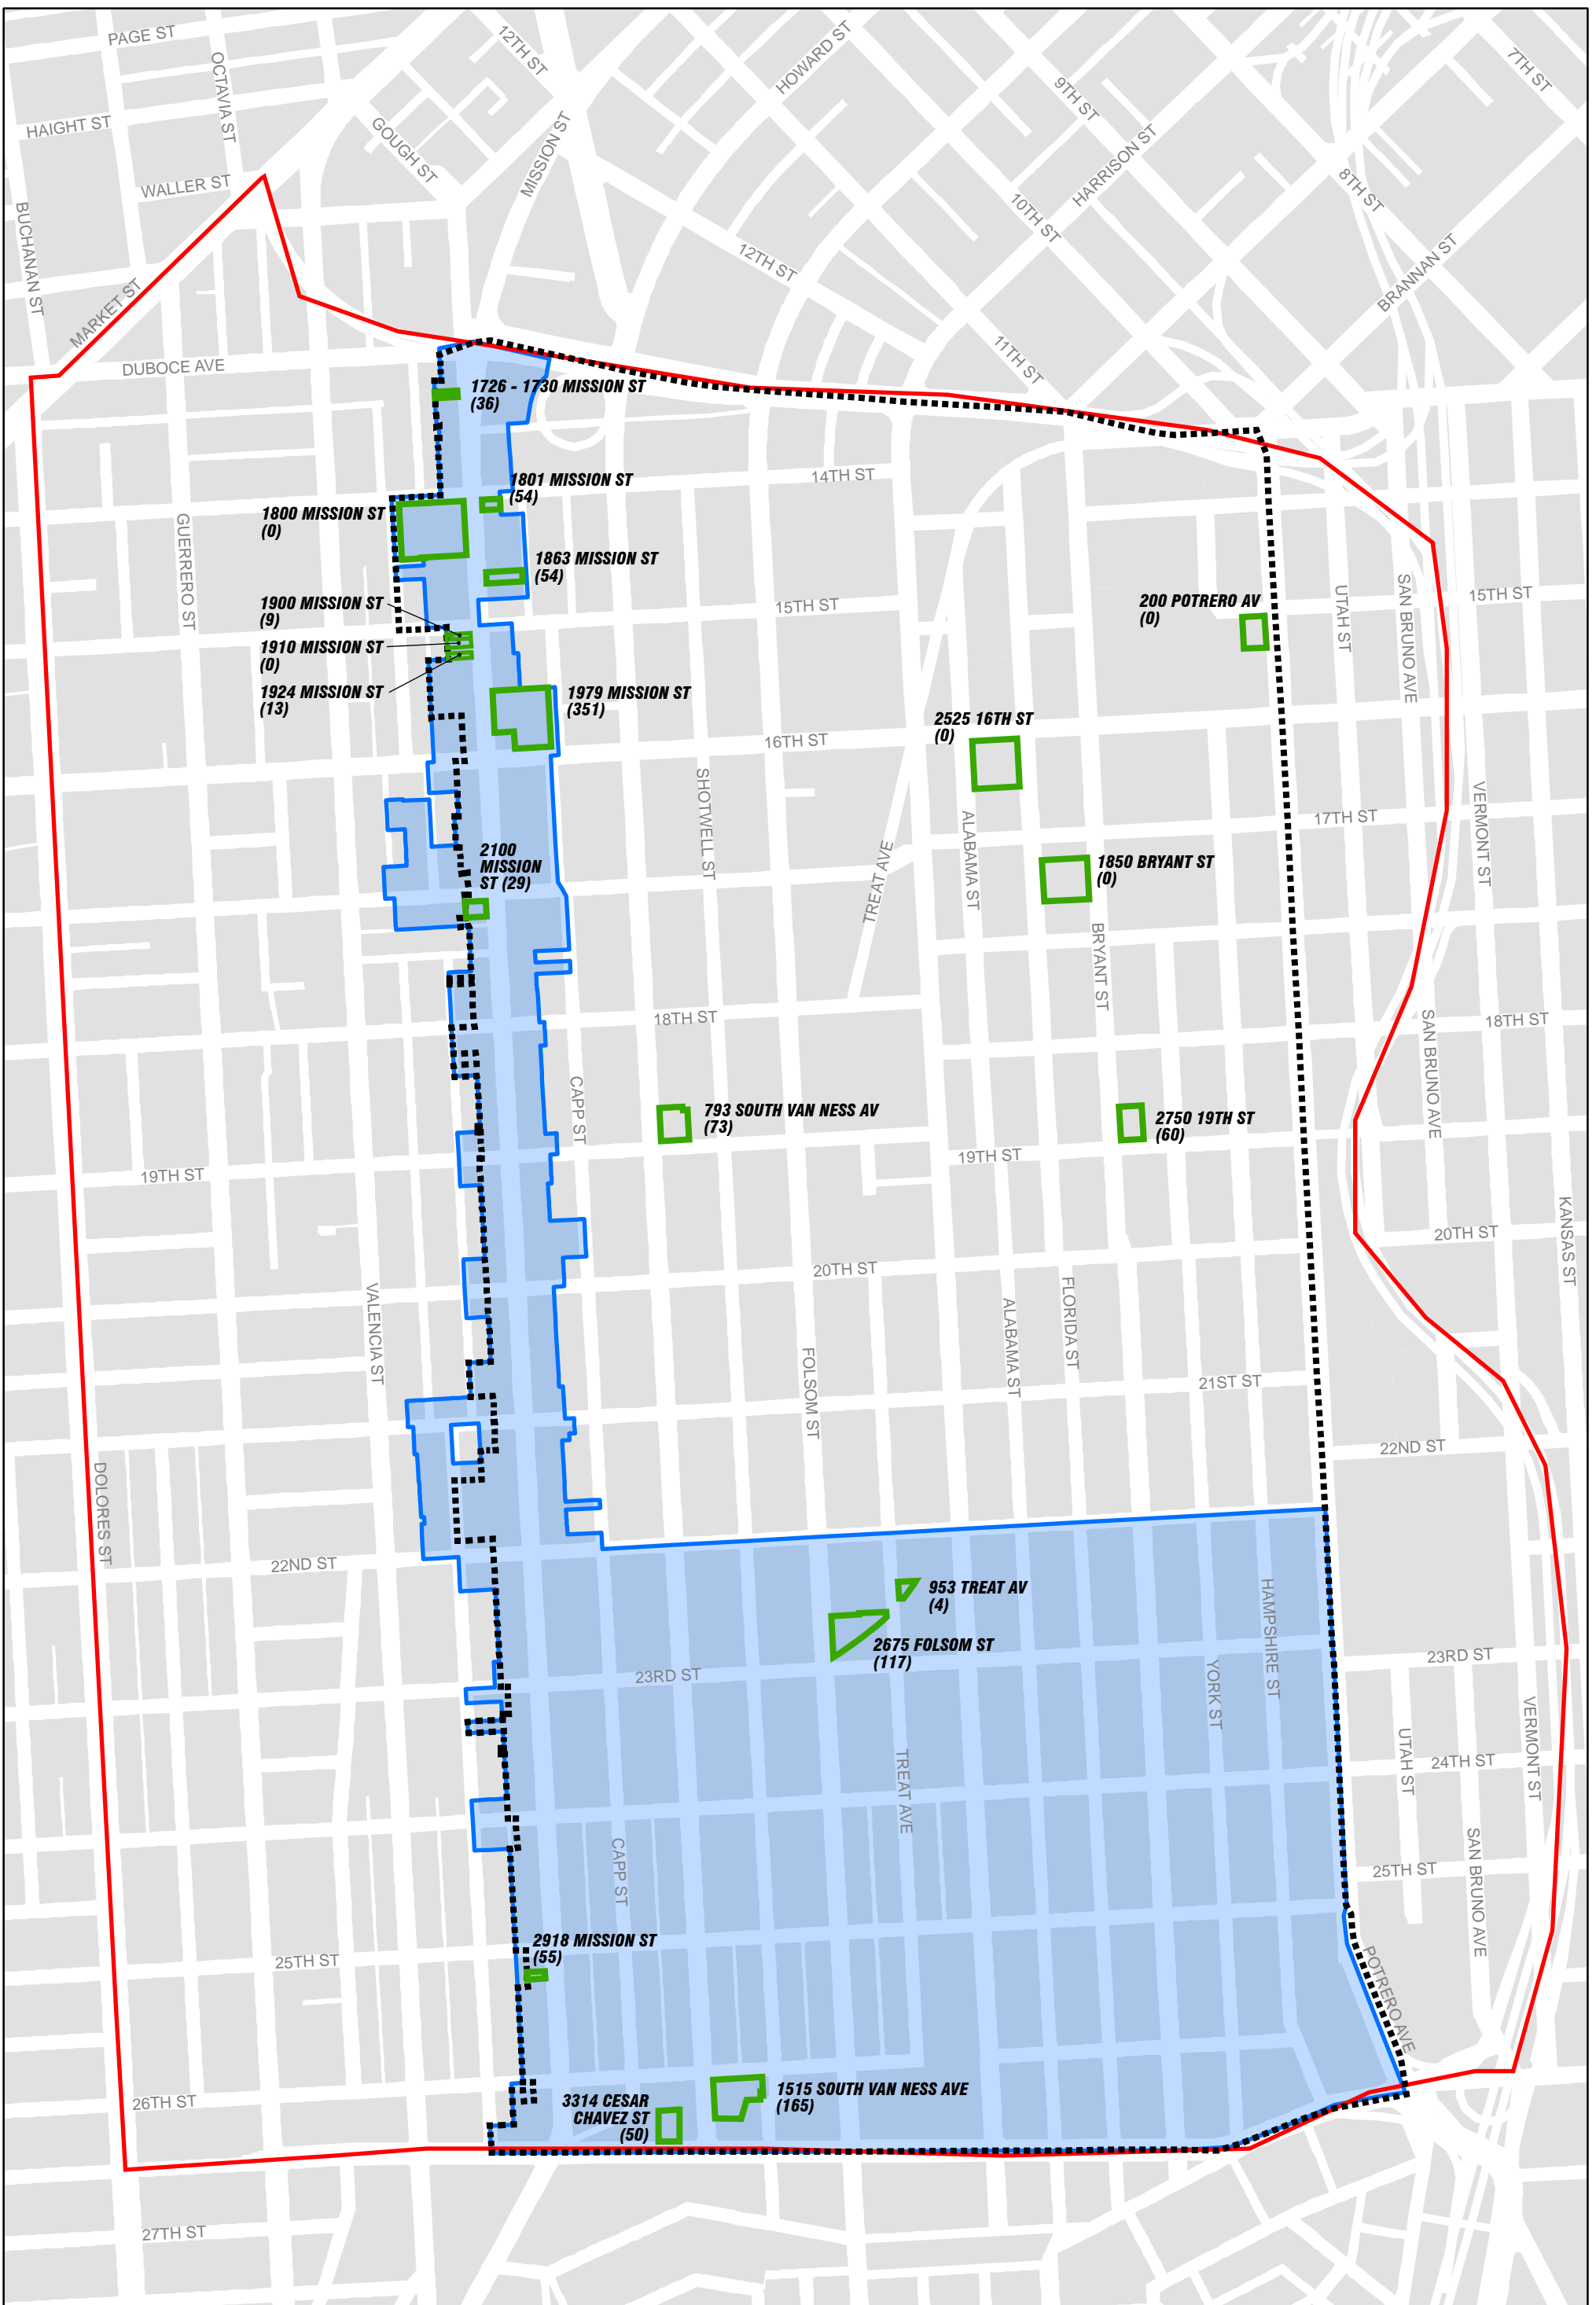 PAGE ST
OCTAVIA ST
12TH ST
HOWARD ST
9TH ST
7TH ST
HAIGHT ST
GOUGH ST
MISSION ST
HARRISON ST
8TH ST
WALLER ST
BUCHANAN ST
10TH ST
12TH ST
BRANNAN ST
MARKET ST
11TH ST
DUBOCE AVE
1726 - 1730 MISSION ST
(36)
14TH ST
1801 MISSION ST
(54)
1800 MISSION ST
(0)
GUERRERO ST
1863 MISSION ST
(54)
1900 MISSION ST
(9)
15TH ST
200 POTRERO AV
(0)
UTAH ST
SAN BRUNO AVE
15TH ST
1910 MISSION ST
(0)
1924 MISSION ST
(13)
1979 MISSION ST
(351)
2525 16TH ST
(0)
16TH ST
SHOTWELL ST
VERMONT ST
17TH ST
ALABAMA ST
TREAT AVE
2100
MISSION
ST (29)
1850 BRYANT ST
(0)
BRYANT ST
18TH ST
18TH ST
SAN BRUNO AVE
CAPP ST
793 SOUTH VAN NESS AV
(73)
2750 19TH ST
(60)
19TH ST
19TH ST
KANSAS ST
20TH ST
20TH ST
VALENCIA ST
FLORIDA ST
ALABAMA ST
FOLSOM ST
21ST ST
22ND ST
DOLORES ST
22ND ST
953 TREAT AV
(4)
HAMPSHIRE ST
2675 FOLSOM ST
(117)
23RD ST
23RD ST
YORK ST
VERMONT ST
UTAH ST
24TH ST
TREAT AVE
CAPP ST
SAN BRUNO AVE
25TH ST
2918 MISSION ST
(55)
25TH ST
POTRERO AVE
26TH ST
3314 CESAR
CHAVEZ ST
(50)
1515 SOUTH VAN NESS AVE
(165)
27TH ST